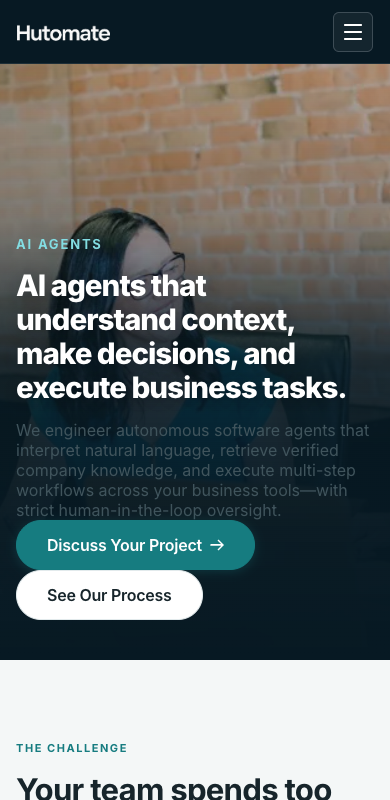 Hutomate
AI AGENTS
AI agents that
understand context,
make decisions, and
execute business tasks.
We engineer autonomous software agents that
interpret natural language, retrieve verified
company knowledge, and execute multi-step
workflows across your business tools—with
strict human-in-the-loop oversight.
Discuss Your Project →
See Our Process
THE CHALLENGE
Your team spends too